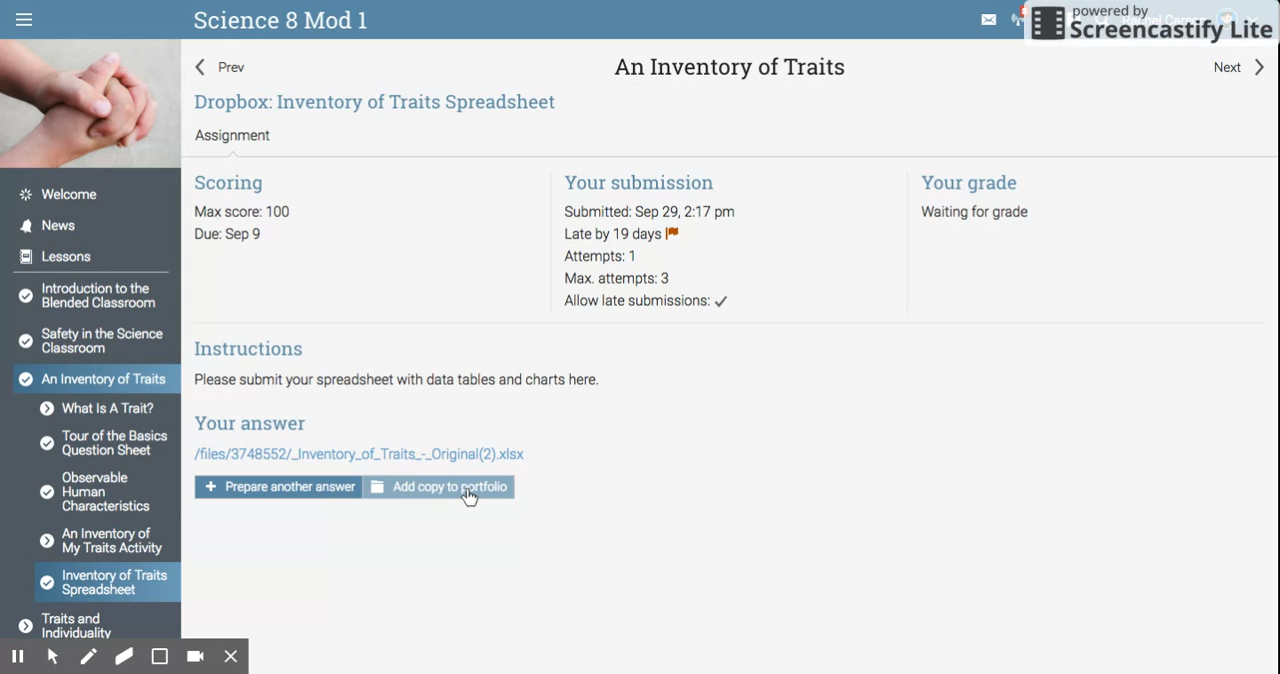 Science 8 Mod 1
powered by
Screencastify Lite
Prev
An Inventory of Traits
Next
Dropbox: Inventory of Traits Spreadsheet
Assignment
Scoring
Max score: 100
Due: Sep 9
Your submission
Submitted: Sep 29, 2:17 pm
Late by 19 days
Attempts: 1
Max. attempts: 3
Allow late submissions:
Your grade
Waiting for grade
Instructions
Please submit your spreadsheet with data tables and charts here.
Your answer
/files/3748552/_Inventory_of_Traits_-_Original(2).xlsx
Prepare another answer
Add copy to portfolio
Welcome
News
Lessons
Introduction to the
Blended Classroom
Safety in the Science
Classroom
An Inventory of Traits
What Is A Trait?
Tour of the Basics
Question Sheet
Observable
Human
Characteristics
An Inventory of
My Traits Activity
Inventory of Traits
Spreadsheet
Traits and
Individuality